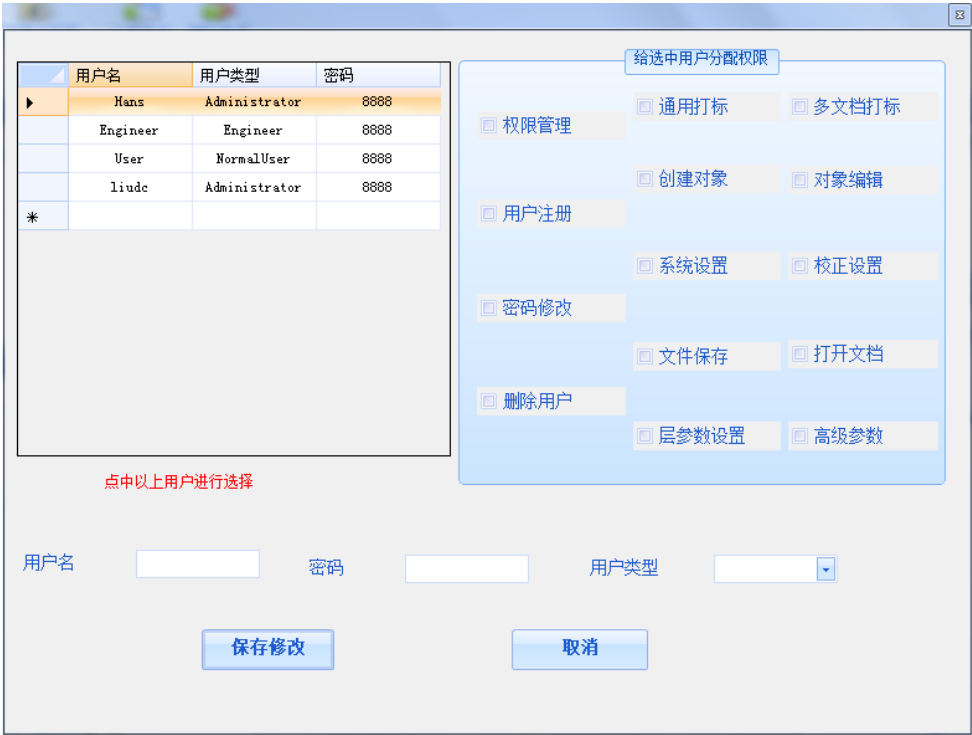 用户名 用户类型 密码
Hans Administrator 8888
Engineer Engineer 8888
User NormalUser 8888
liudc Administrator 8888
点中以上用户进行选择
给选中用户分配权限
权限管理
用户注册
密码修改
删除用户
通用打标 多文档打标
创建对象 对象编辑
系统设置 校正设置
文件保存 打开文档
层参数设置 高级参数
用户名 密码 用户类型
保存修改 取消